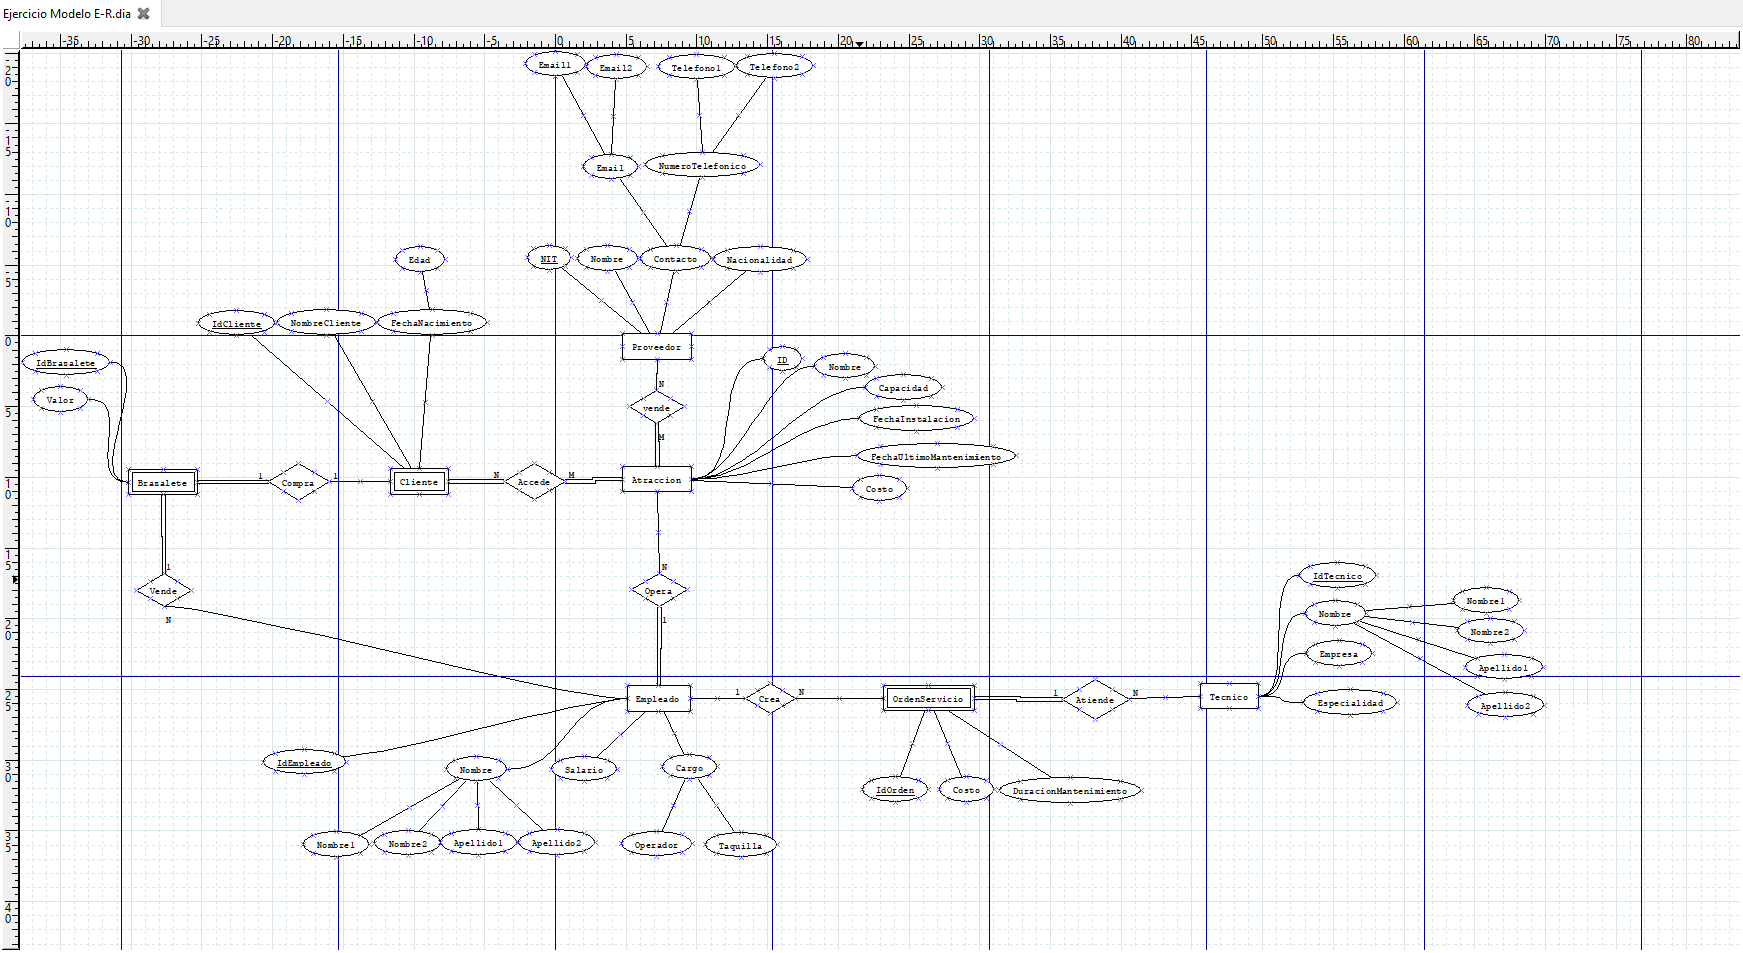 Ejercicio Modelo E-R.dia
-35 -30 -25 -20 -15 -10 -5 0 5 10 15 20 25 30 35 40 45 50 55 60 65 70 75 80
Email1 Email2 Telefono1 Telefono2
Email NumeroTelefonico
Edad NIT Nombre Contacto Nacionalidad
IdCliente NombreCliente FechaNacimiento
Proveedor
IdBrasalete ID Nombre
Valor N Capacidad
vende
FechaInstalacion
M
FechaUltimoMantenimiento
Brasalete 1 Compra 1 Cliente N Accede M Atraccion Costo
1 N
Vende Opera
N 1
IdTecnico
Nombre Nombre1
Nombre2
Empresa Apellido1
Empleado 1 Crea N OrdenServicio 1 Atiende N Tecnico Especialidad Apellido2
IdEmpleado Nombre Salario Cargo
IdOrden Costo DuracionMantenimiento
Nombre1 Nombre2 Apellido1 Apellido2 Operador Taquilla